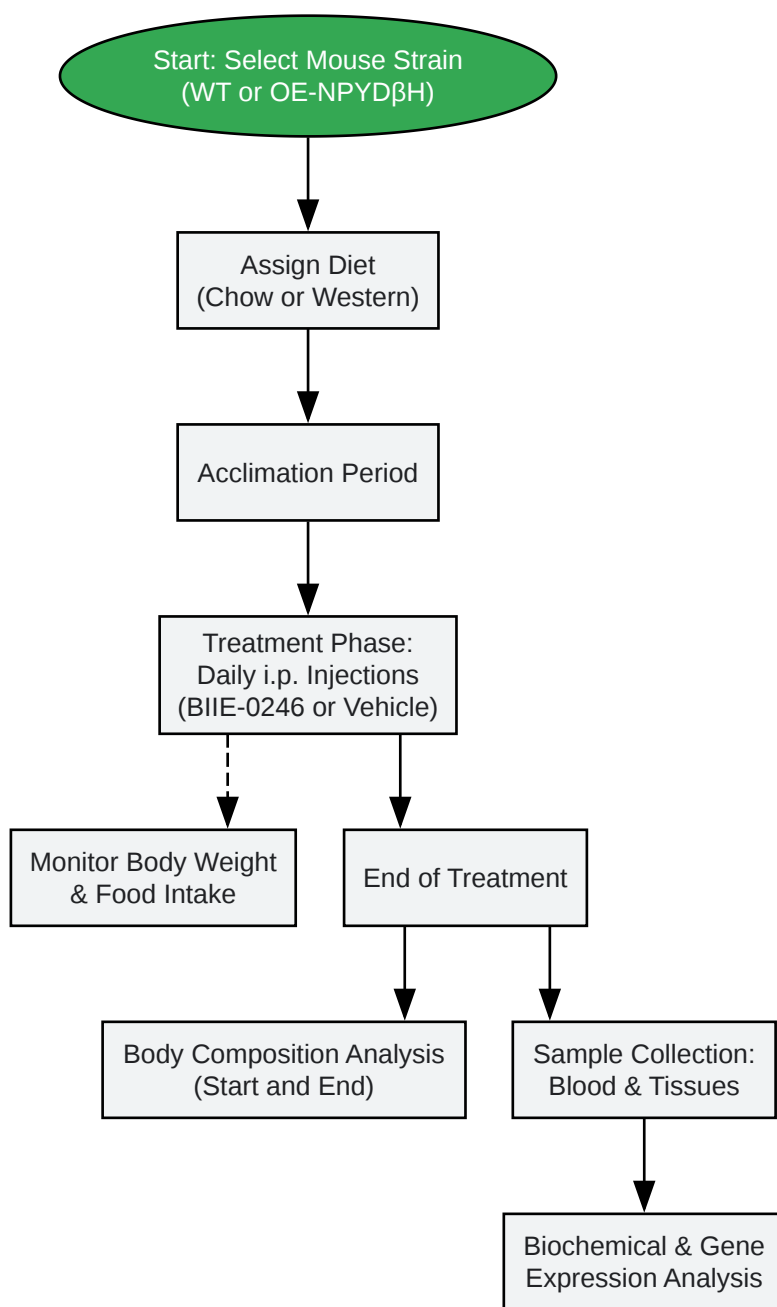 Start: Select Mouse Strain
(WT or OE-NPYDβH)
Assign Diet
(Chow or Western)
Acclimation Period
Treatment Phase:
Daily i.p. Injections
(BIIE-0246 or Vehicle)
Monitor Body Weight
& Food Intake
End of Treatment
Body Composition Analysis
(Start and End)
Sample Collection:
Blood & Tissues
Biochemical & Gene
Expression Analysis